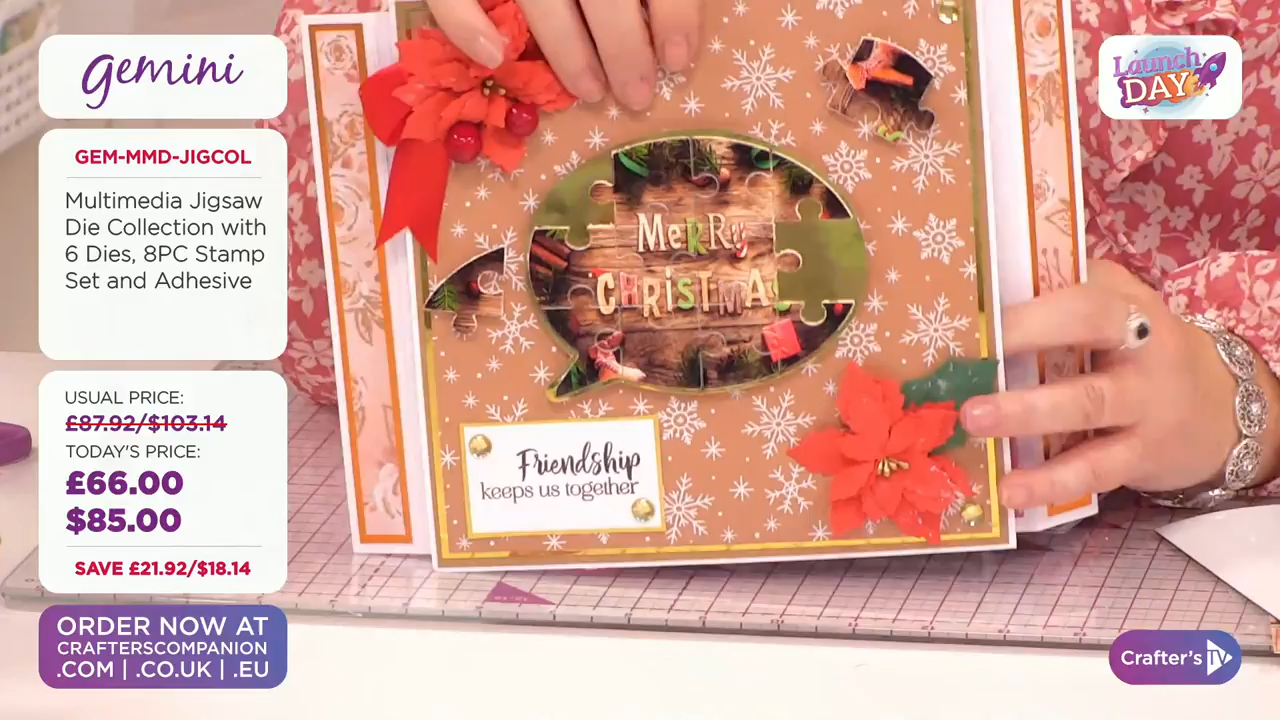 gemini
GEM-MMD-JIGCOL
Multimedia Jigsaw
Die Collection with
6 Dies, 8PC Stamp
Set and Adhesive
USUAL PRICE:
£87.92/$103.14
TODAY'S PRICE:
£66.00
$85.00
SAVE £21.92/$18.14
ORDER NOW AT
CRAFTERSCOMPANION
.COM | .CO.UK | .EU
MeRRy
CHRiSTMA
Friendship
keeps us together
Launch
DAY
Crafter's TV